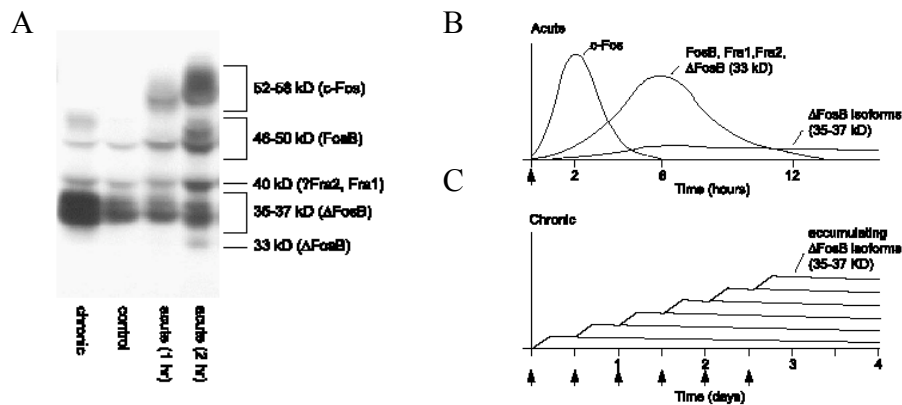 A
52-58 kD (c-Fos)
46-50 kD (FosB)
40 kD (?Fra2, Fra1)
35-37 kD (ΔFosB)
33 kD (ΔFosB)
chronic
control
acute (1 hr)
acute (2 hr)
B
Acute
c-Fos
FosB, Fra1,Fra2,
ΔFosB (33 kD)
ΔFosB isoforms
(35-37 kD)
2
6
12
Time (hours)
C
Chronic
accumulating
ΔFosB isoforms
(35-37 KD)
1
2
3
4
Time (days)